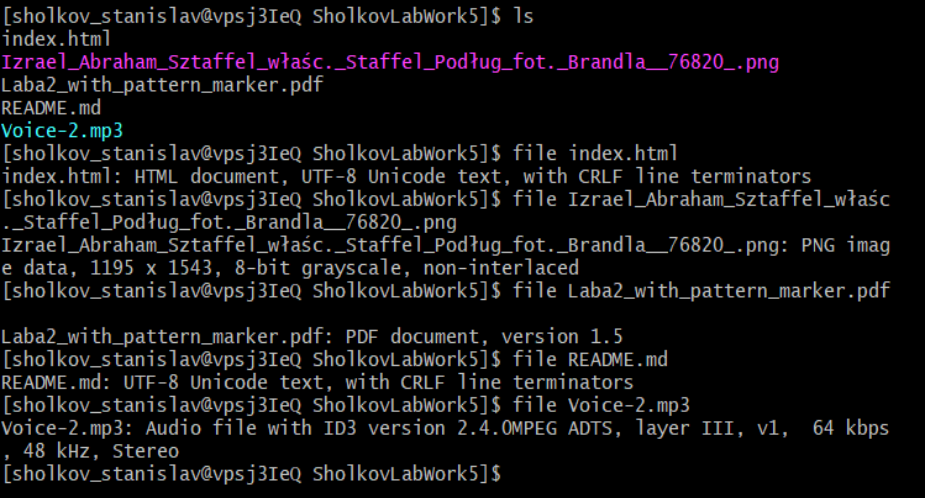 [sholkov_stanislav@vpsj3IeQ SholkovLabWork5]$ ls
index.html
Izrael_Abraham_Sztaffel_właśc._Staffel_Podług_fot._Brandla__76820_.png
Laba2_with_pattern_marker.pdf
README.md
Voice-2.mp3
[sholkov_stanislav@vpsj3IeQ SholkovLabWork5]$ file index.html
index.html: HTML document, UTF-8 Unicode text, with CRLF line terminators
[sholkov_stanislav@vpsj3IeQ SholkovLabWork5]$ file Izrael_Abraham_Sztaffel_właśc
._Staffel_Podług_fot._Brandla__76820_.png
Izrael_Abraham_Sztaffel_właśc._Staffel_Podług_fot._Brandla__76820_.png: PNG imag
e data, 1195 x 1543, 8-bit grayscale, non-interlaced
[sholkov_stanislav@vpsj3IeQ SholkovLabWork5]$ file Laba2_with_pattern_marker.pdf
Laba2_with_pattern_marker.pdf: PDF document, version 1.5
[sholkov_stanislav@vpsj3IeQ SholkovLabWork5]$ file README.md
README.md: UTF-8 Unicode text, with CRLF line terminators
[sholkov_stanislav@vpsj3IeQ SholkovLabWork5]$ file Voice-2.mp3
Voice-2.mp3: Audio file with ID3 version 2.4.0MPEG ADTS, layer III, v1,  64 kbps
, 48 kHz, Stereo
[sholkov_stanislav@vpsj3IeQ SholkovLabWork5]$